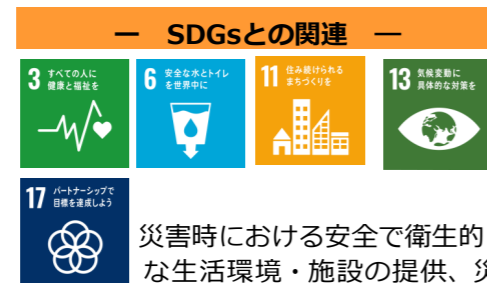 ー SDGsとの関連 ―
3 すべての人に
健康と福祉を
6 安全な水とトイレ
を世界中に
11 住み続けられる
まちづくりを
13 気候変動に
具体的な対策を
17 パートナーシップで
目標を達成しよう
災害時における安全で衛生的
な生活環境・施設の提供、災